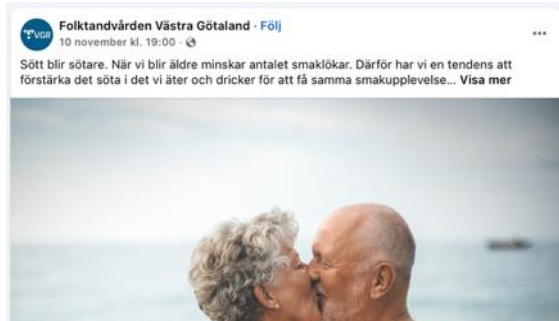 VGR
Folktandvården Västra Götaland · Följ
10 november kl. 19:00 ·
Sött blir sötare. När vi blir äldre minskar antalet smaklökar. Därför har vi en tendens att
förstärka det söta i det vi äter och dricker för att få samma smakupplevelse... Visa mer